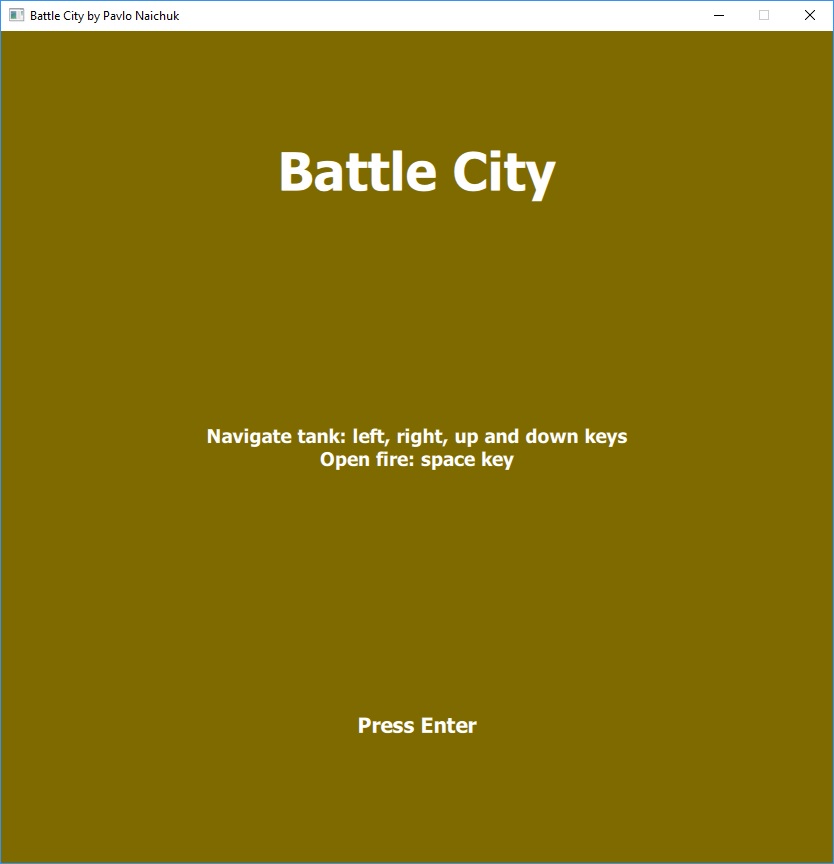 Battle City by Pavlo Naichuk
Battle City
Navigate tank: left, right, up and down keys
Open fire: space key
Press Enter